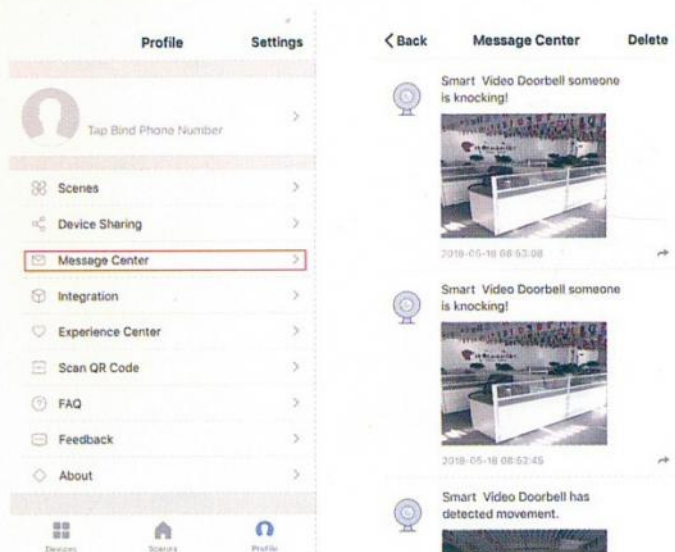 Profile
Settings
Tap Bind Phone Number
Scenes
Device Sharing
Message Center
Integration
Experience Center
Scan QR Code
FAQ
Feedback
About
Devices
Scenes
Profile
Back
Message Center
Delete
Smart Video Doorbell someone
is knocking!
2018-05-18 08:53:08
Smart Video Doorbell someone
is knocking!
2018-05-18 08:52:45
Smart Video Doorbell has
detected movement.